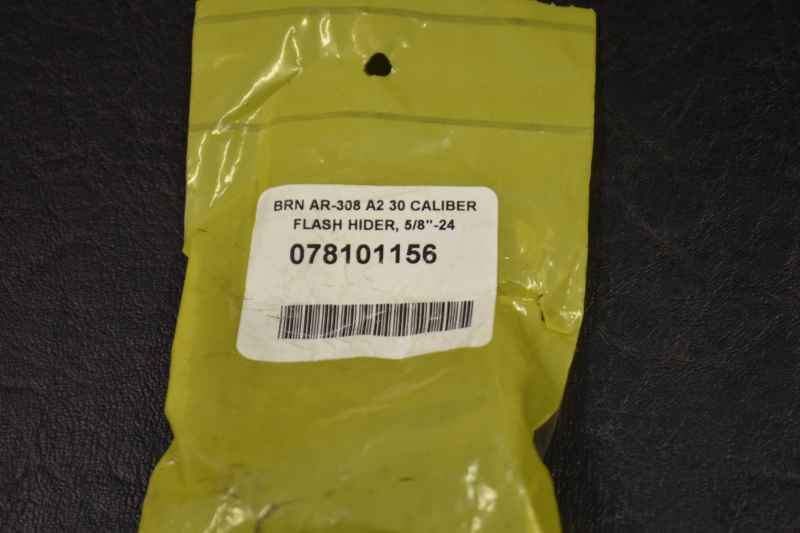 BRN AR-308 A2 30 CALIBER
FLASH HIDER, 5/8"-24
078101156